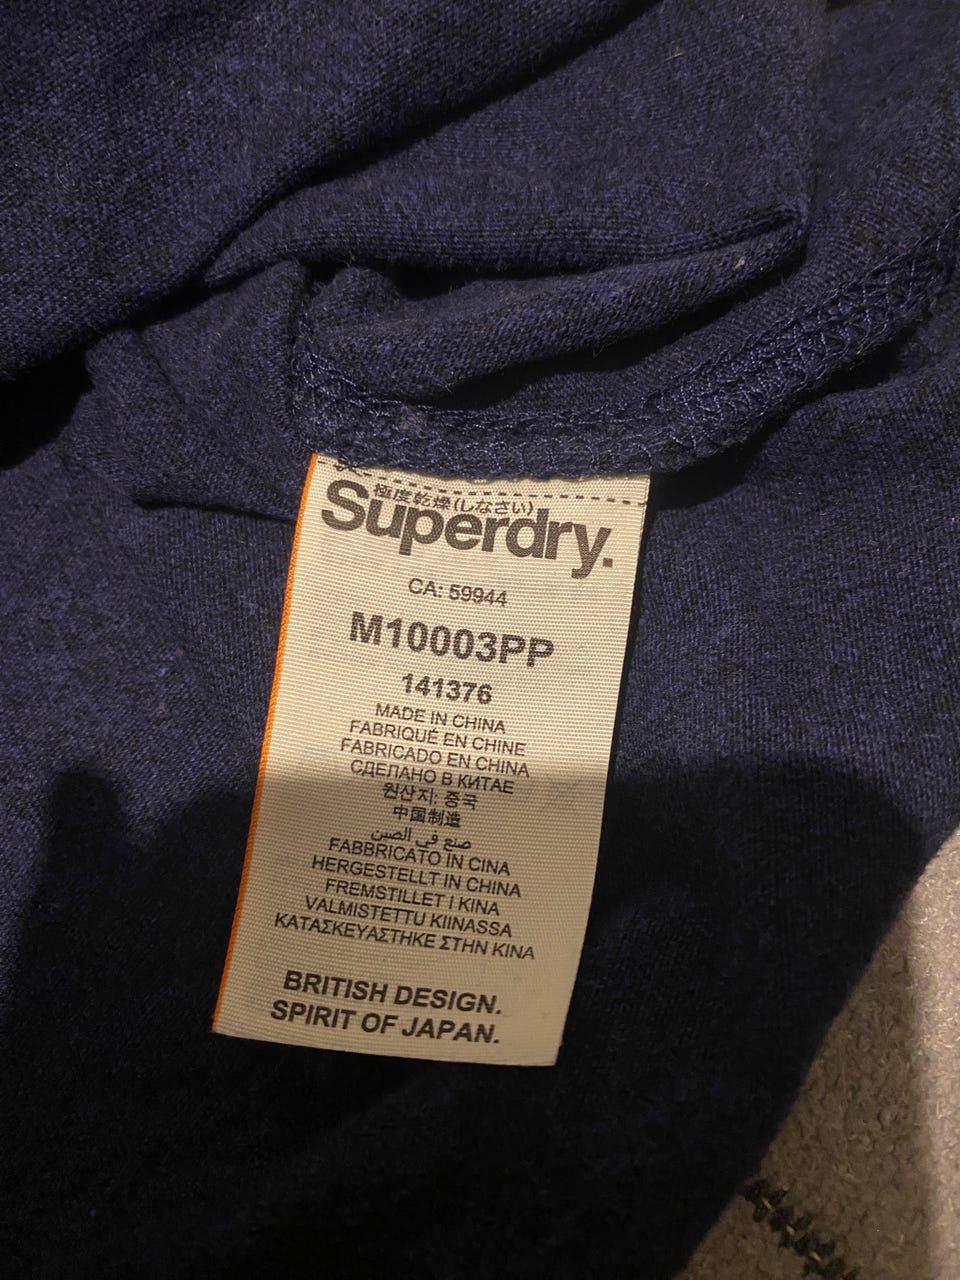 極度乾燥(しなさい)
Superdry.
CA: 59944
M10003PP
141376
MADE IN CHINA
FABRIQUÉ EN CHINE
FABRICADO EN CHINA
СДЕЛАНО В КИТАЕ
원산지: 중국
中国制造
صنع في الصين
FABBRICATO IN CINA
HERGESTELLT IN CHINA
FREMSTILLET I KINA
VALMISTETTU KIINASSA
ΚΑΤΑΣΚΕΥΑΣΤΗΚΕ ΣΤΗΝ ΚΙΝΑ
BRITISH DESIGN.
SPIRIT OF JAPAN.